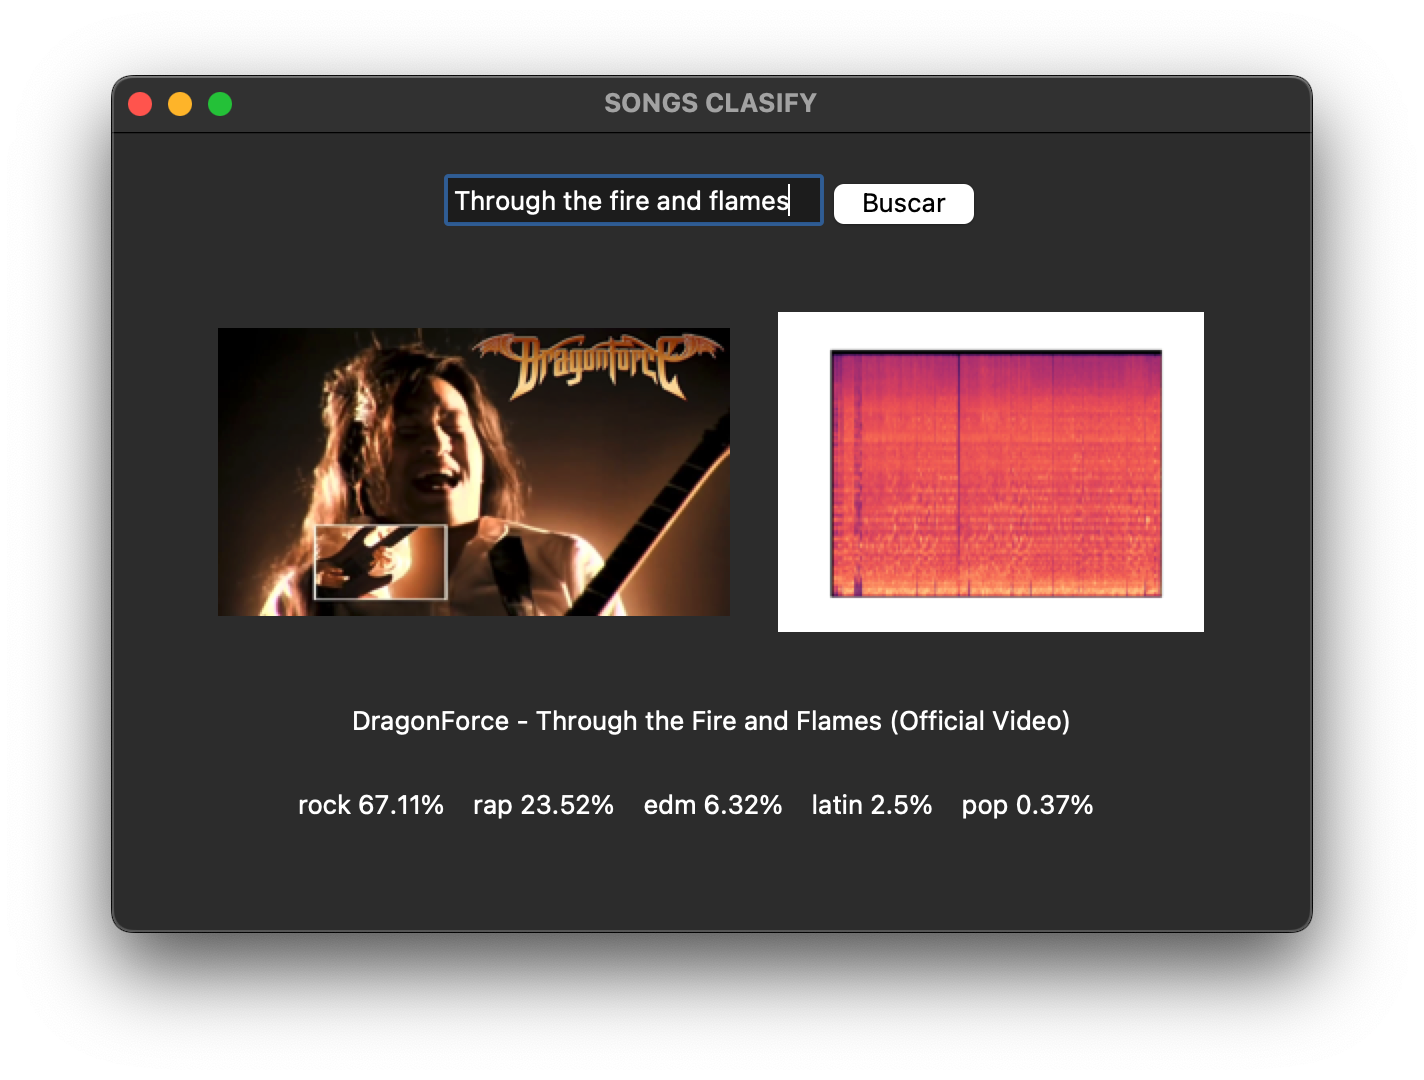 SONGS CLASIFY
Through the fire and flames
Buscar
Dragonforce
DragonForce - Through the Fire and Flames (Official Video)
rock 67.11% rap 23.52% edm 6.32% latin 2.5% pop 0.37%